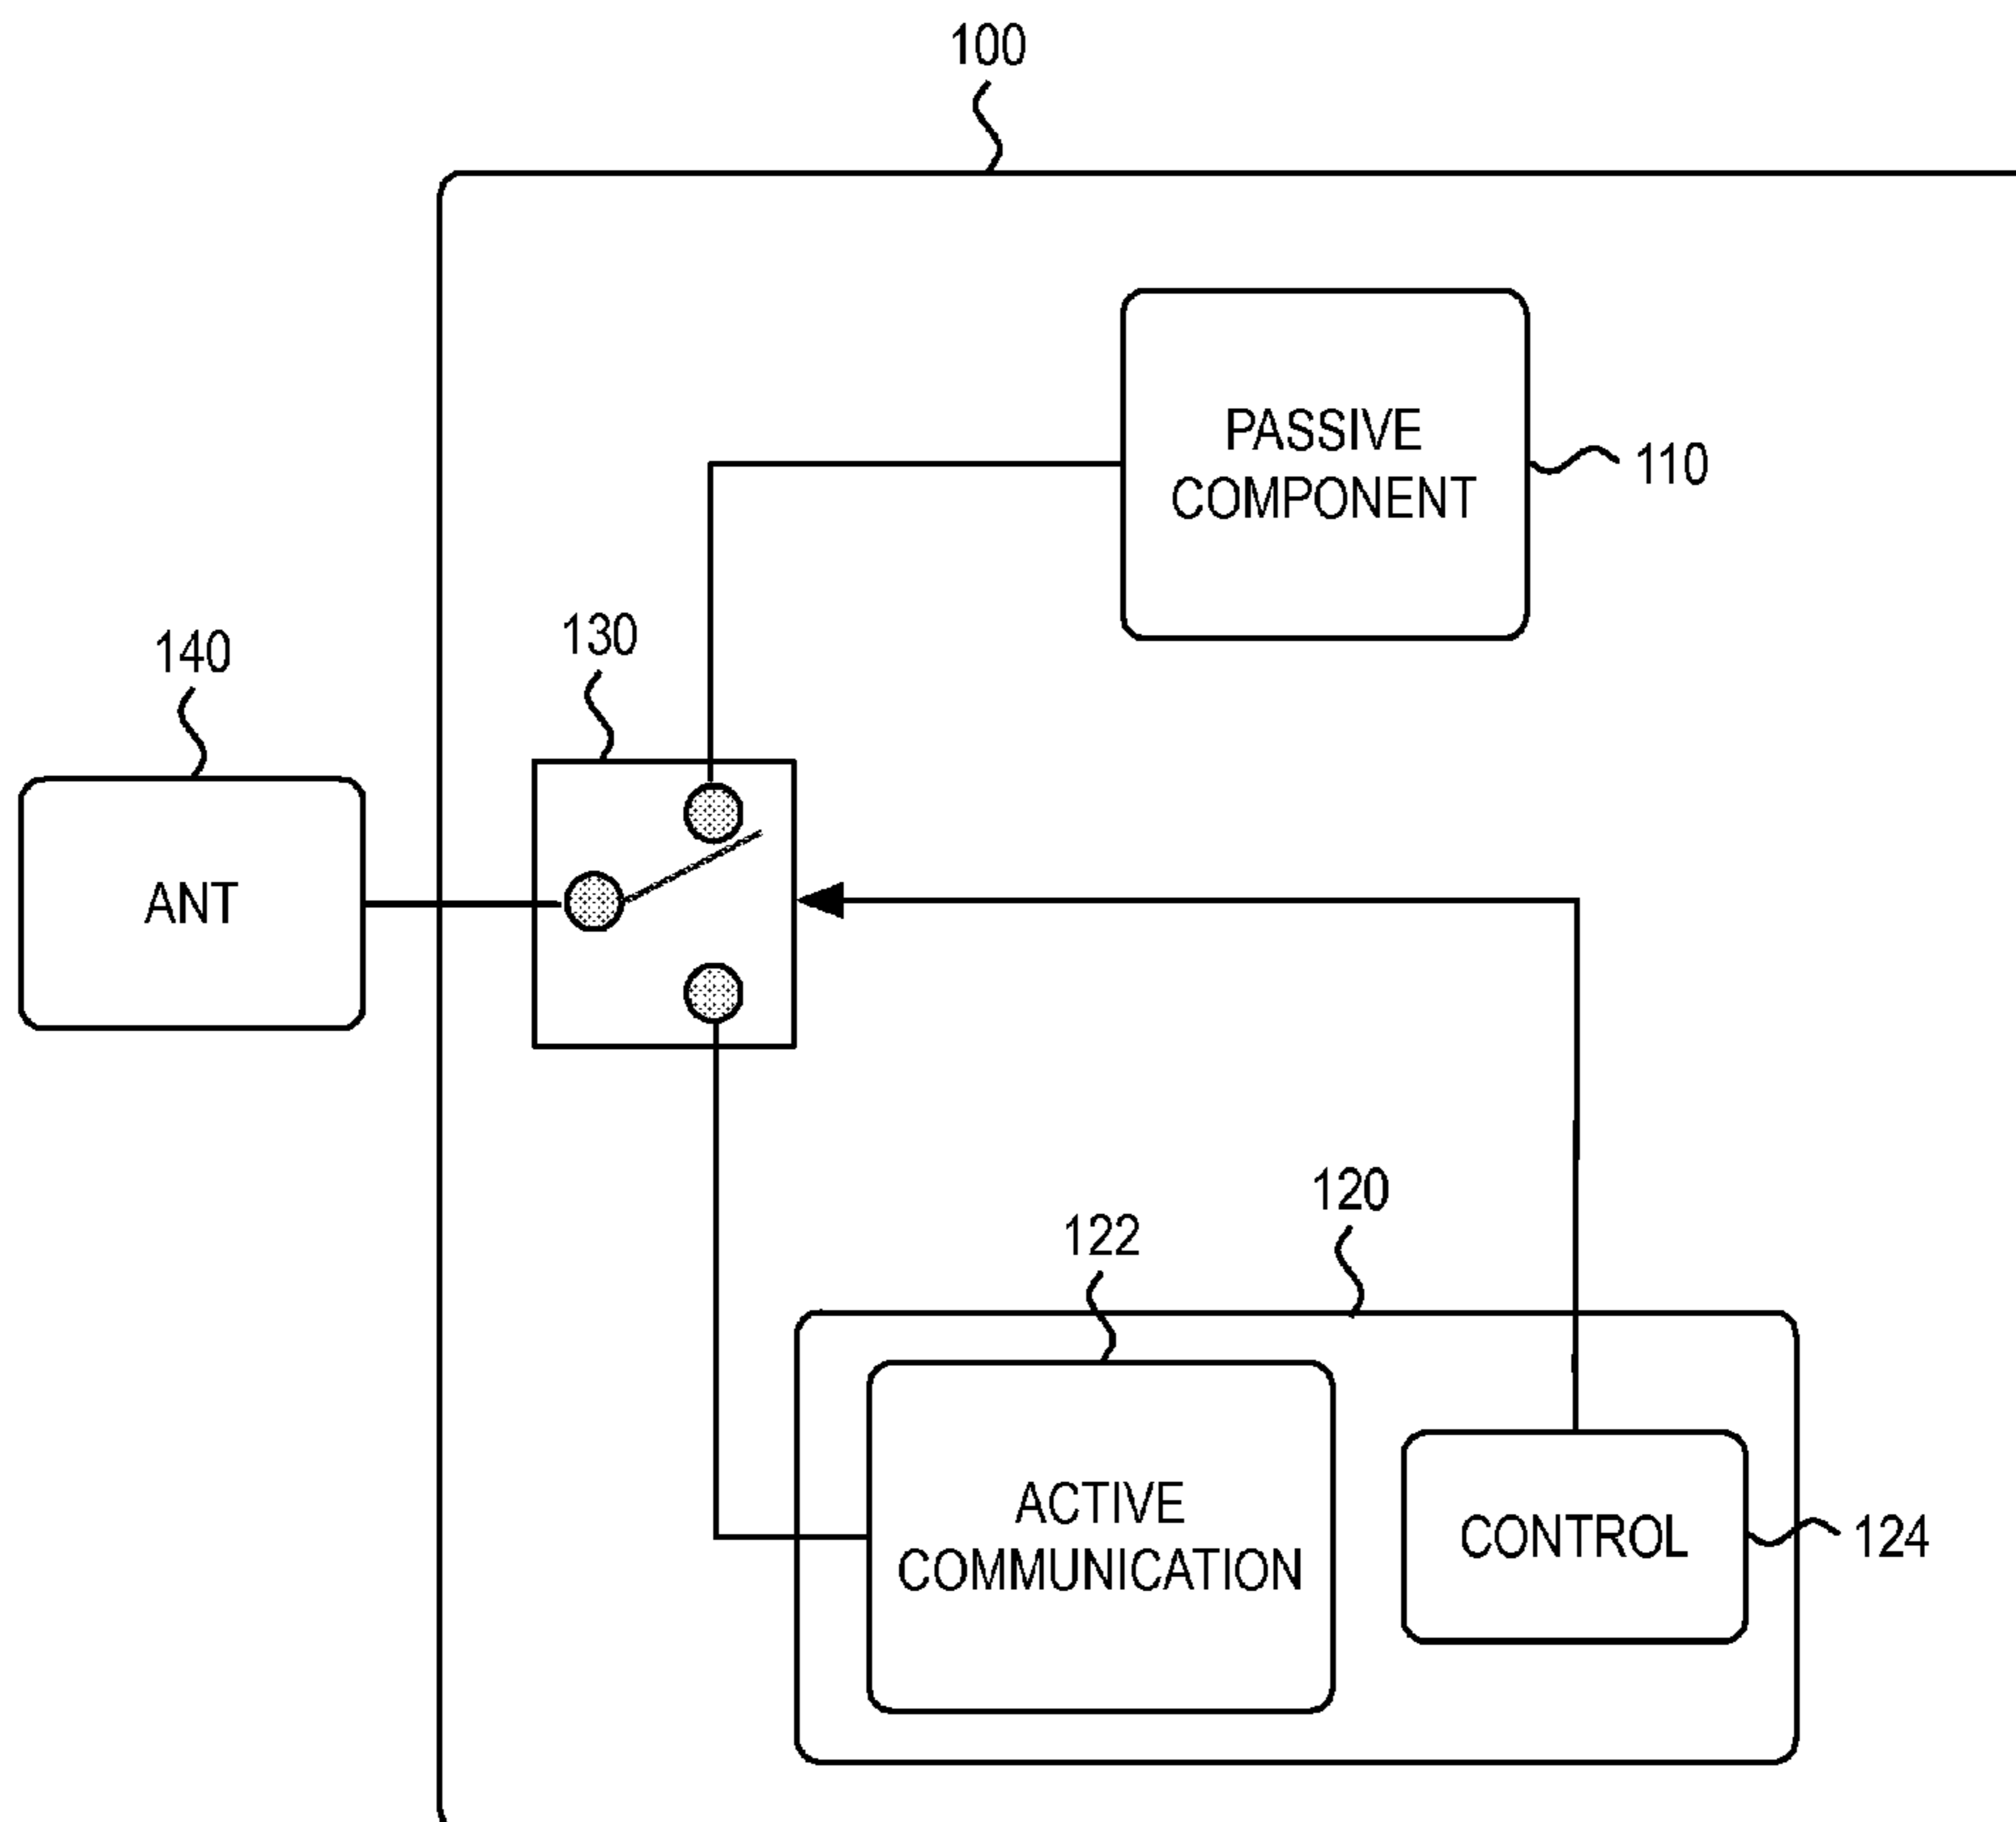 100
PASSIVE
COMPONENT
110
130
140
ANT
120
122
ACTIVE
COMMUNICATION
CONTROL
124